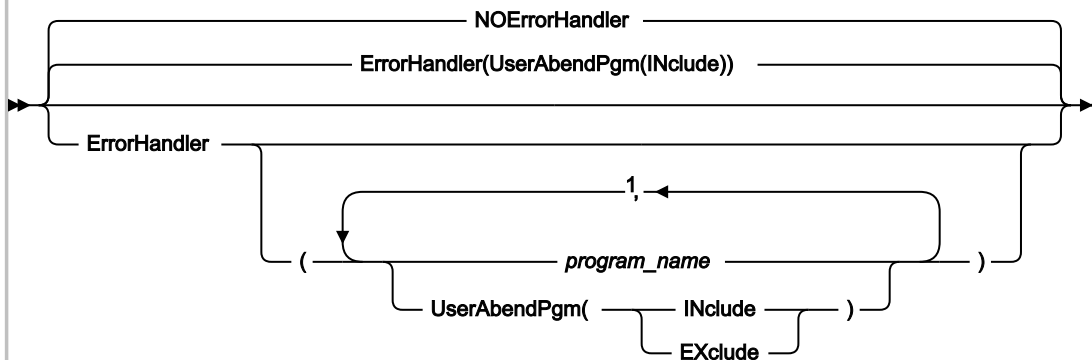 NOErrorHandler
ErrorHandler(UserAbendPgm(INclude))
ErrorHandler
1,
( program_name )
UserAbendPgm( INclude )
EXclude